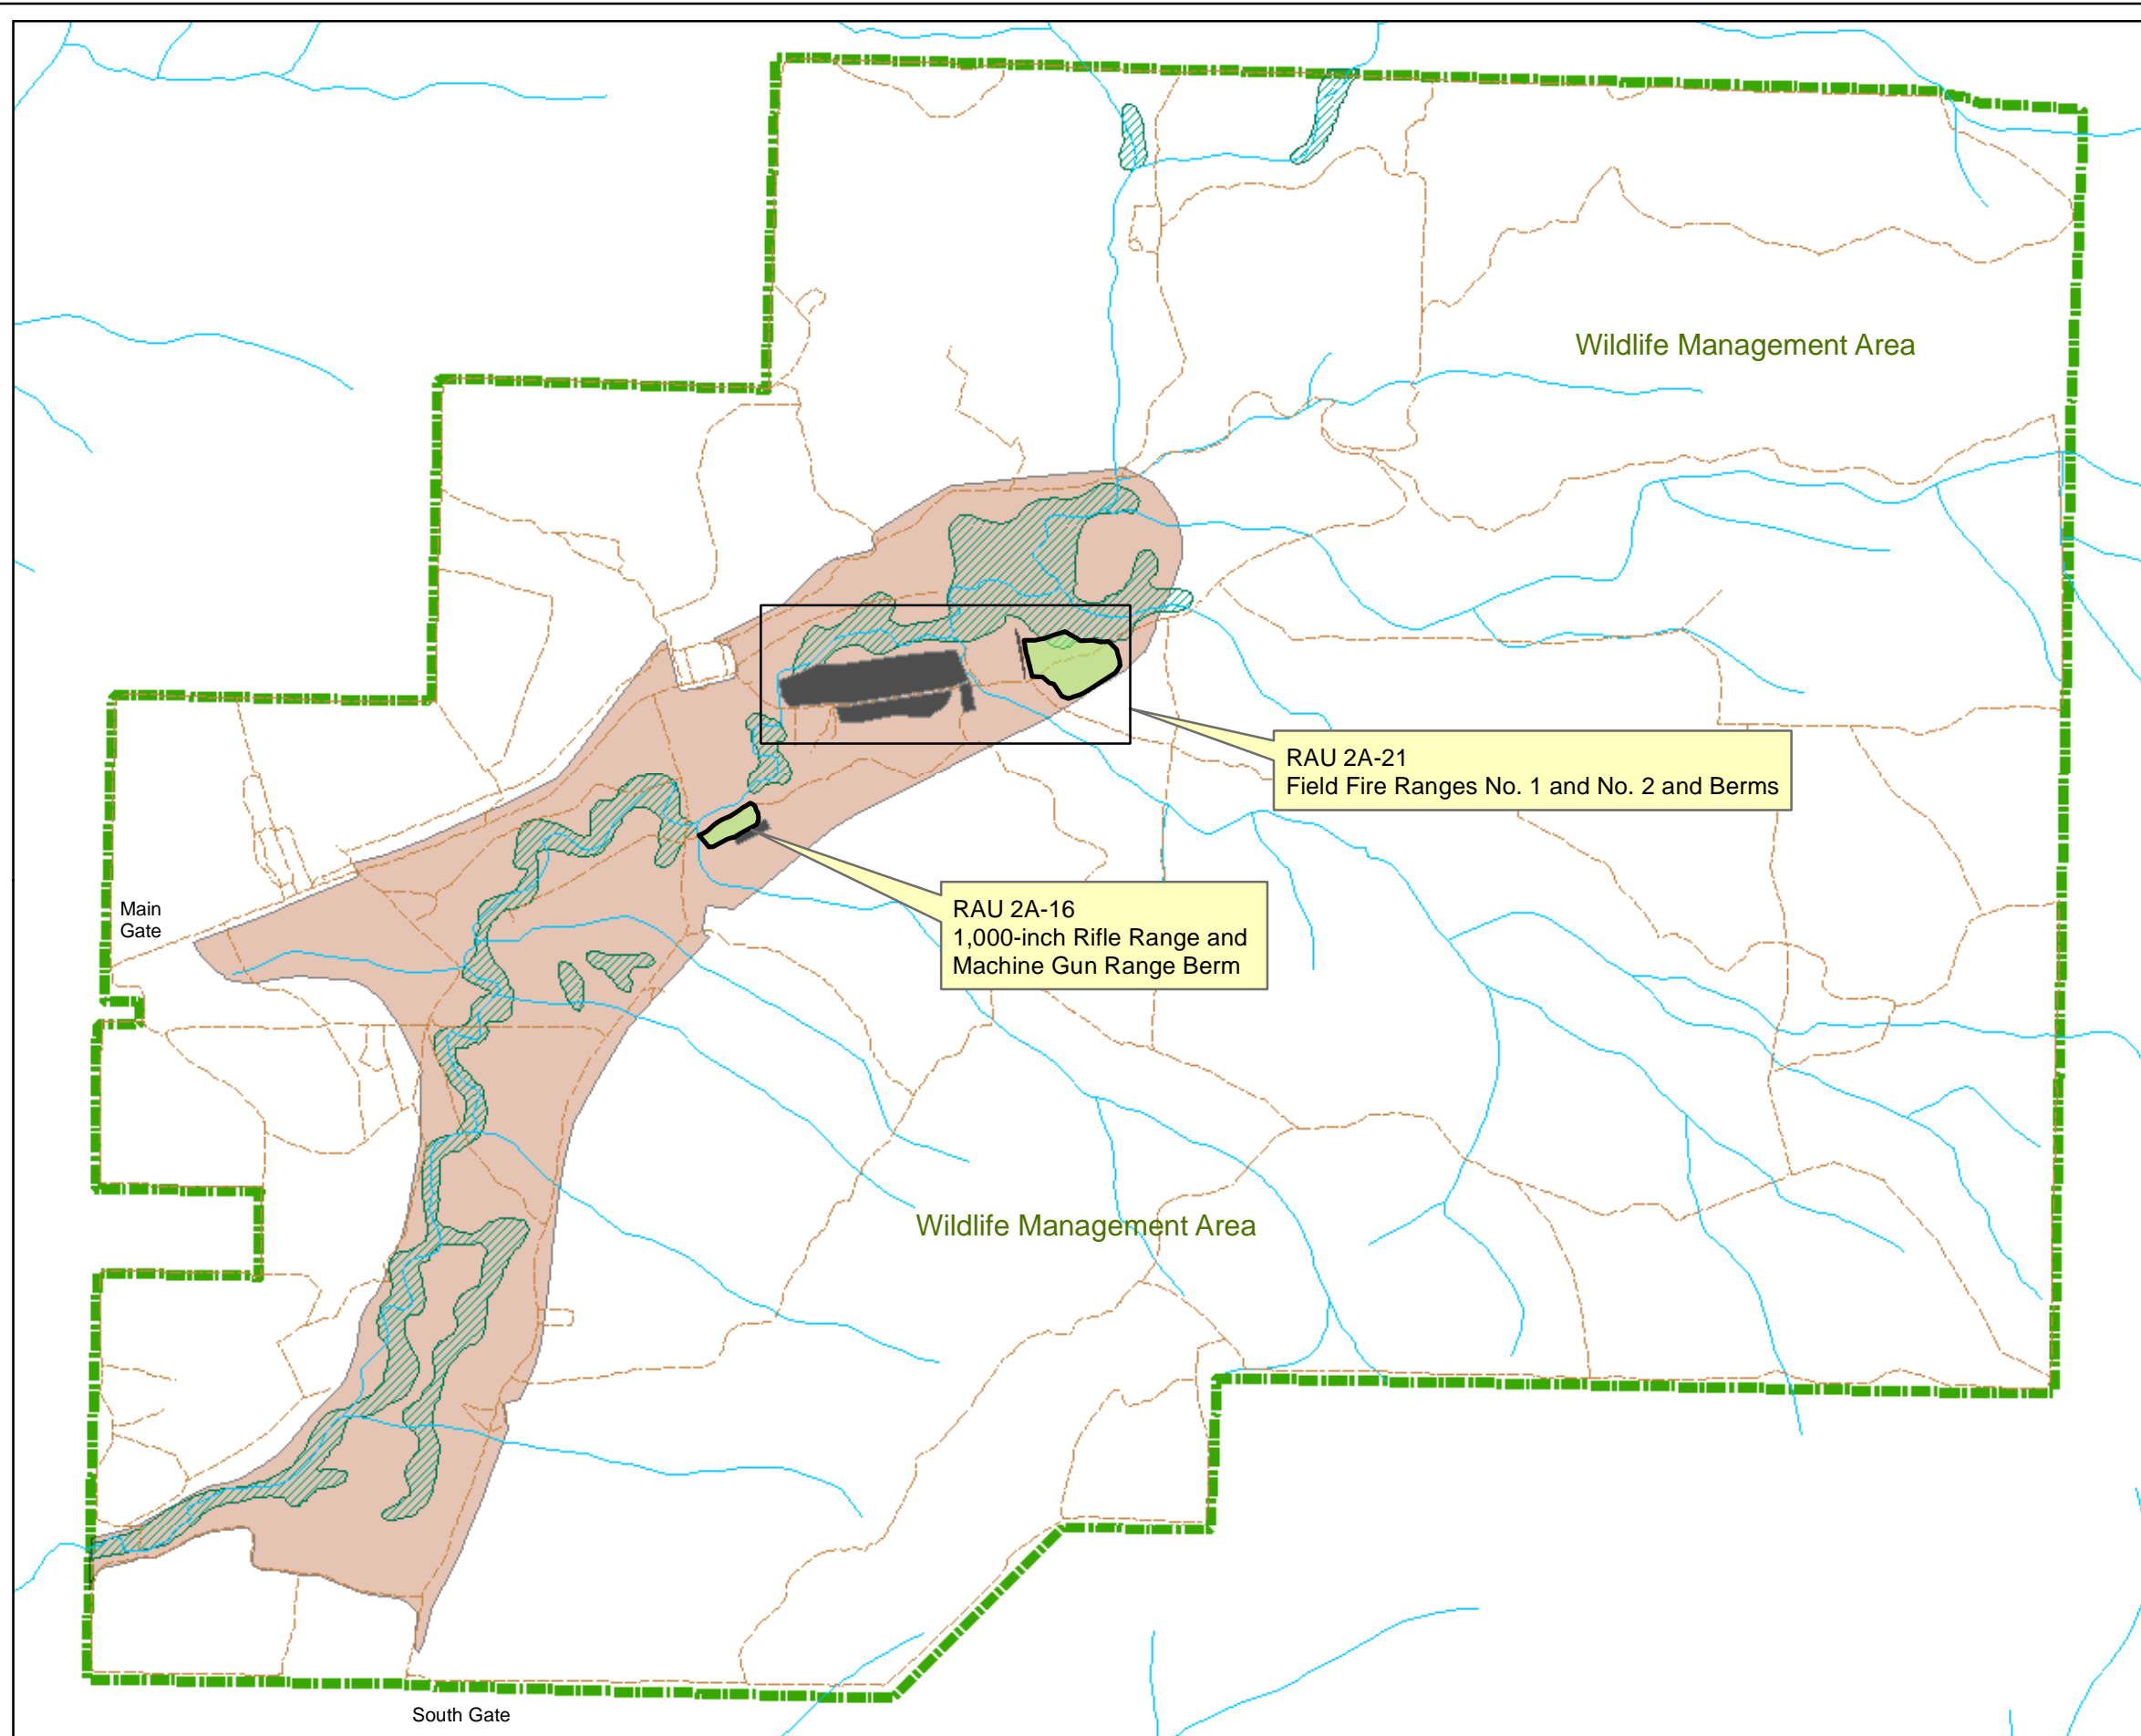 Wildlife Management Area
RAU 2A-21
Field Fire Ranges No. 1 and No. 2 and Berms
RAU 2A-16
1,000-inch Rifle Range and
Machine Gun Range Berm
Main
Gate
Wildlife Management Area
South Gate